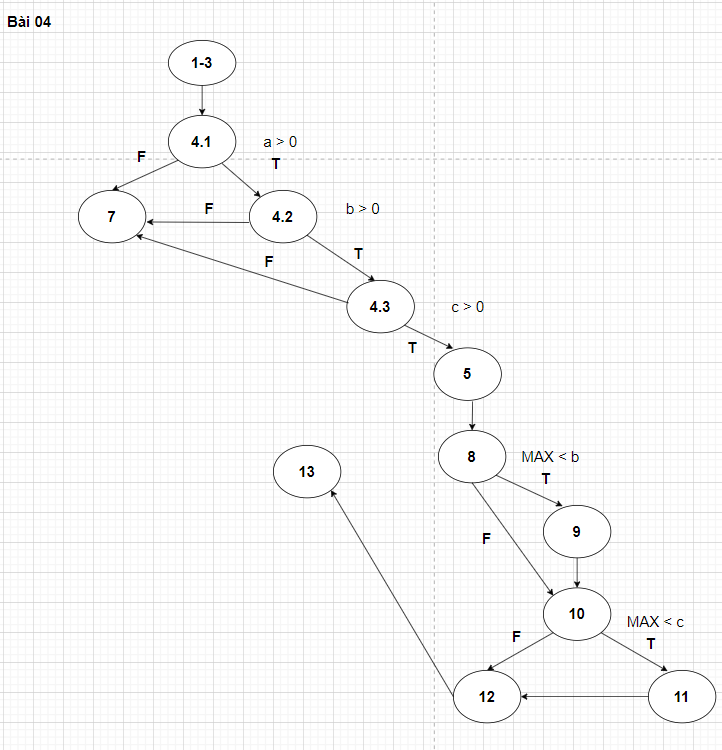 Bài 04
1-3
4.1
a > 0
F
T
7
F
4.2
b > 0
T
F
4.3
c > 0
T
5
8
MAX < b
T
13
F
9
10
MAX < c
F
T
12
11